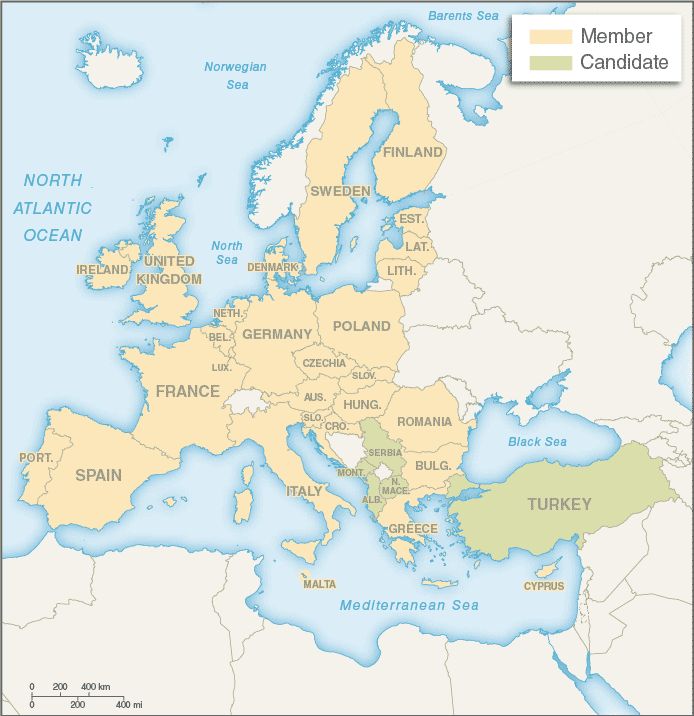 Barents Sea
Member
Candidate
Norwegian
Sea
NORTH
ATLANTIC
OCEAN
FINLAND
SWEDEN
EST.
LAT.
LITH.
North
Sea
DENMARK
IRELAND
UNITED
KINGDOM
NETH.
BEL.
LUX.
GERMANY
POLAND
CZECHIA
SLOV.
FRANCE
AUS.
HUNG.
SLO.
CRO.
ROMANIA
SERBIA
BULG.
Black Sea
PORT.
SPAIN
ITALY
MONT.
N.
MACE.
ALB.
GREECE
TURKEY
MALTA
CYPRUS
Mediterranean Sea
0 200 400 km
0 200 400 mi